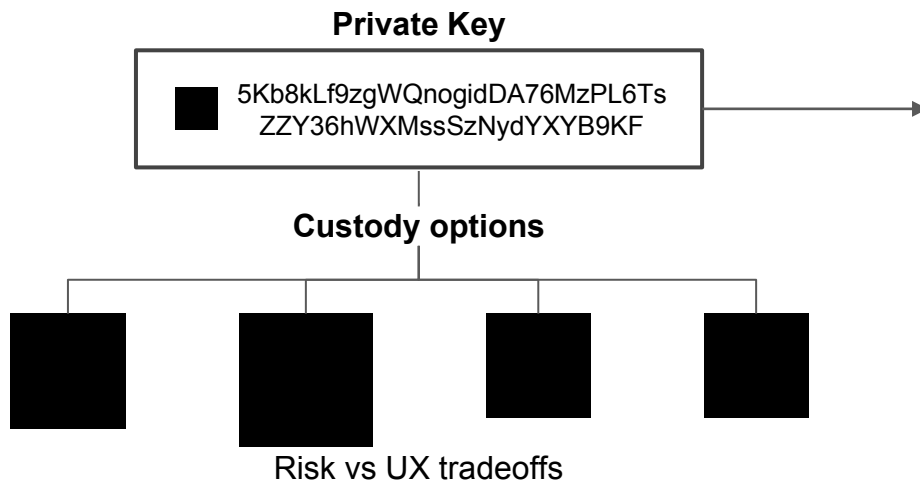 Private Key
5Kb8kLf9zgWQnogidDA76MzPL6Ts
ZZY36hWXMssSzNydYXYB9KF
Custody options
Risk vs UX tradeoffs